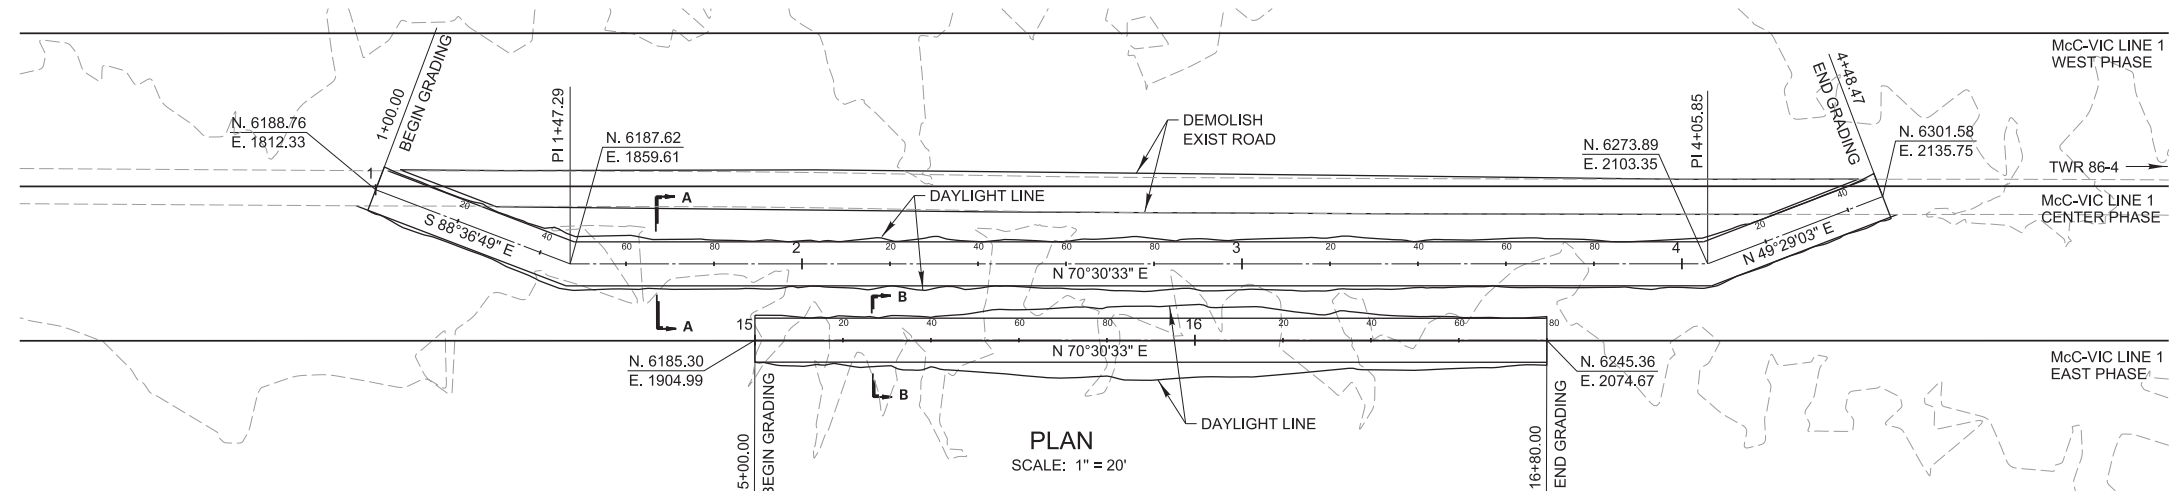 McC-VIC LINE 1
WEST PHASE
1+00.00
BEGIN GRADING
N. 6188.76
E. 1812.33
PI 1+47.29
N. 6187.62
E. 1859.61
DEMOLISH
EXIST ROAD
N. 6273.89
E. 2103.35
PI 4+05.85
4+48.47
END GRADING
N. 6301.58
E. 2135.75
TWR 86-4
McC-VIC LINE 1
CENTER PHASE
1
20
40
S 88°36'49" E
A
DAYLIGHT LINE
60
80
2
20
40
60
80
3
20
40
60
80
4
20
40
N 70°30'33" E
N 49°29'03" E
A
B
15
20
40
60
80
16
20
40
60
80
N 70°30'33" E
N. 6185.30
E. 1904.99
N. 6245.36
E. 2074.67
McC-VIC LINE 1
EAST PHASE
B
5+00.00
BEGIN GRADING
DAYLIGHT LINE
16+80.00
END GRADING
PLAN
SCALE: 1" = 20'